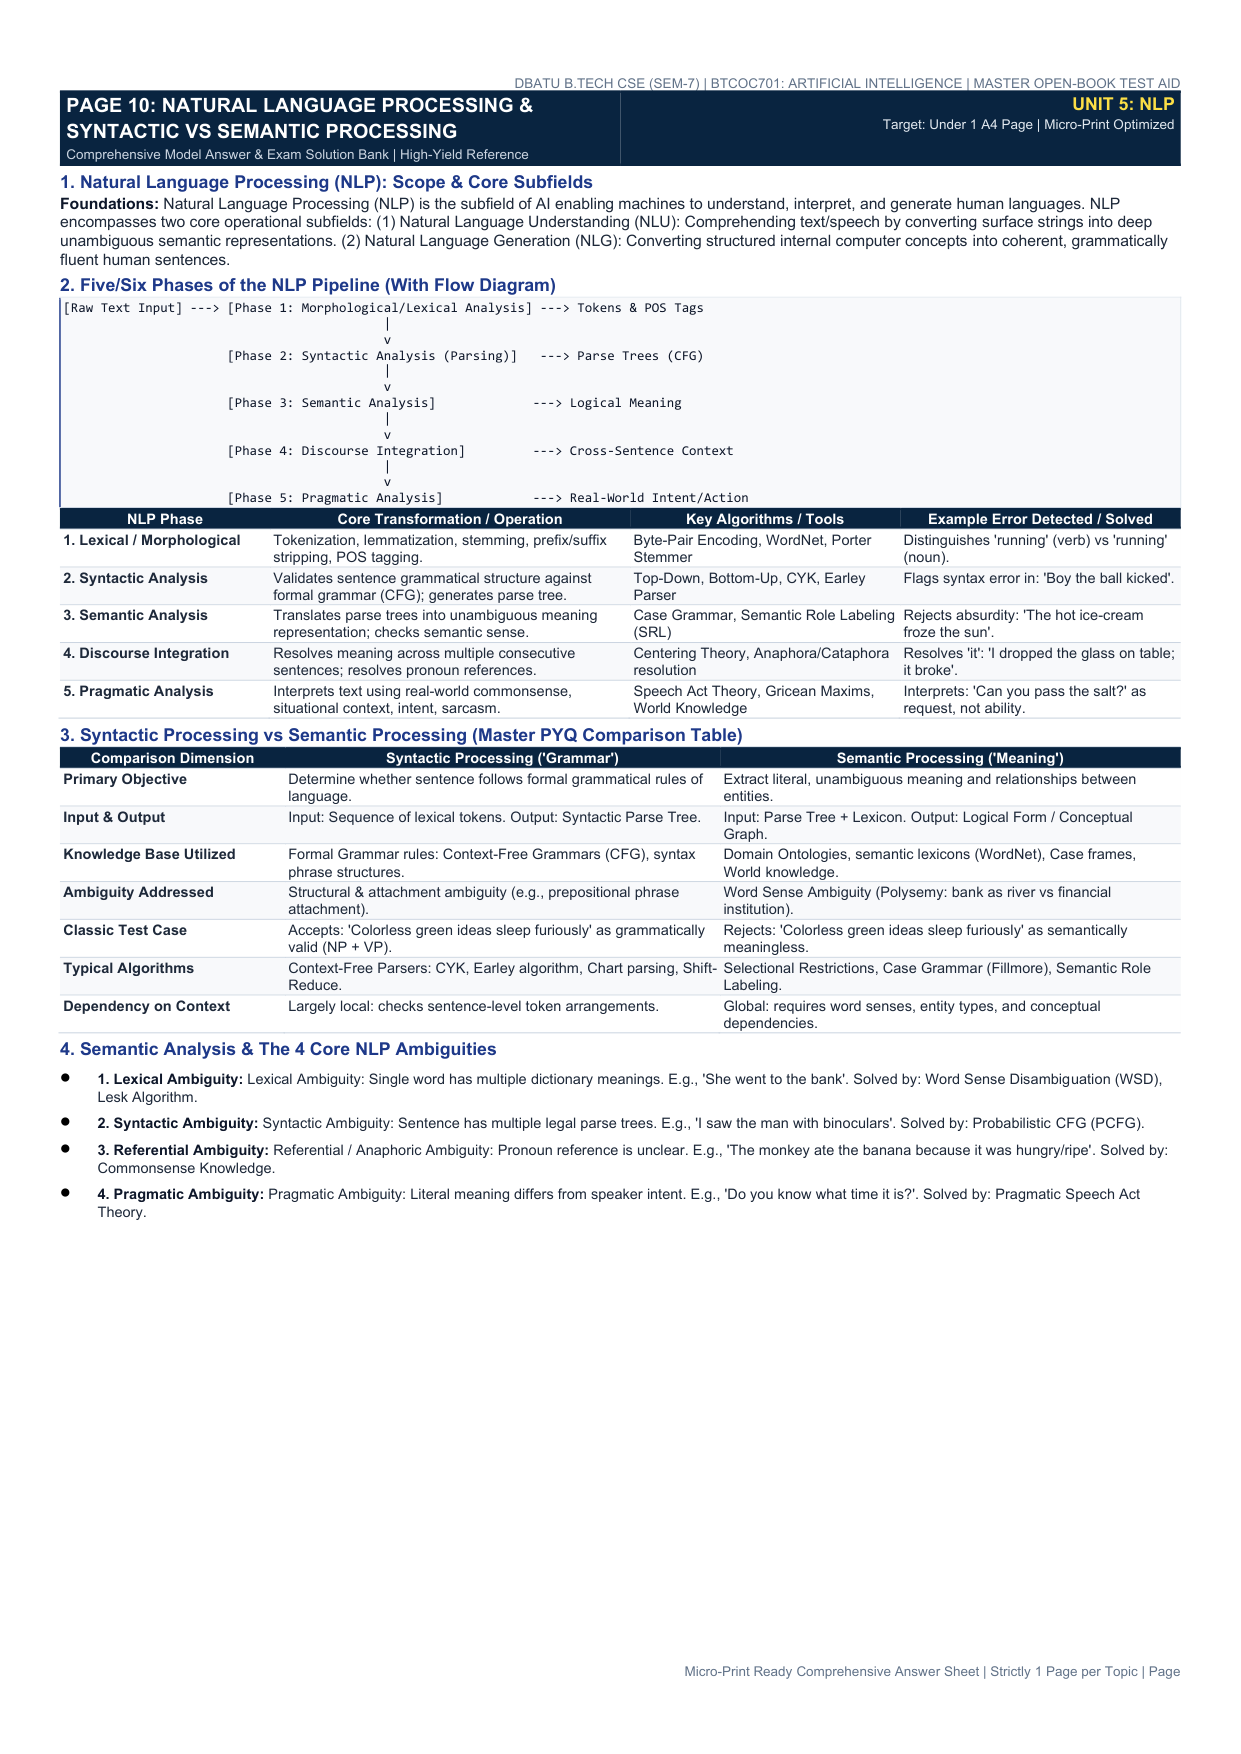 DBATU B.TECH CSE (SEM-7) | BTCOC701: ARTIFICIAL INTELLIGENCE | MASTER OPEN-BOOK TEST AID
PAGE 10: NATURAL LANGUAGE PROCESSING &
SYNTACTIC VS SEMANTIC PROCESSING
Comprehensive Model Answer & Exam Solution Bank | High-Yield Reference
UNIT 5: NLP
Target: Under 1 A4 Page | Micro-Print Optimized
1. Natural Language Processing (NLP): Scope & Core Subfields
Foundations: Natural Language Processing (NLP) is the subfield of AI enabling machines to understand, interpret, and generate human languages. NLP
encompasses two core operational subfields: (1) Natural Language Understanding (NLU): Comprehending text/speech by converting surface strings into deep
unambiguous semantic representations. (2) Natural Language Generation (NLG): Converting structured internal computer concepts into coherent, grammatically
fluent human sentences.
2. Five/Six Phases of the NLP Pipeline (With Flow Diagram)
[Raw Text Input] ---> [Phase 1: Morphological/Lexical Analysis] ---> Tokens & POS Tags
|
v
[Phase 2: Syntactic Analysis (Parsing)] ---> Parse Trees (CFG)
|
v
[Phase 3: Semantic Analysis] ---> Logical Meaning
|
v
[Phase 4: Discourse Integration] ---> Cross-Sentence Context
|
v
[Phase 5: Pragmatic Analysis] ---> Real-World Intent/Action
NLP Phase Core Transformation / Operation Key Algorithms / Tools Example Error Detected / Solved
1. Lexical / Morphological Tokenization, lemmatization, stemming, prefix/suffix Byte-Pair Encoding, WordNet, Porter Distinguishes 'running' (verb) vs 'running'
stripping, POS tagging. Stemmer (noun).
2. Syntactic Analysis Validates sentence grammatical structure against Top-Down, Bottom-Up, CYK, Earley Flags syntax error in: 'Boy the ball kicked'.
formal grammar (CFG); generates parse tree. Parser
3. Semantic Analysis Translates parse trees into unambiguous meaning Case Grammar, Semantic Role Labeling Rejects absurdity: 'The hot ice-cream
representation; checks semantic sense. (SRL) froze the sun'.
4. Discourse Integration Resolves meaning across multiple consecutive Centering Theory, Anaphora/Cataphora Resolves 'it': 'I dropped the glass on table;
sentences; resolves pronoun references. resolution it broke'.
5. Pragmatic Analysis Interprets text using real-world commonsense, Speech Act Theory, Gricean Maxims, Interprets: 'Can you pass the salt?' as
situational context, intent, sarcasm. World Knowledge request, not ability.
3. Syntactic Processing vs Semantic Processing (Master PYQ Comparison Table)
Comparison Dimension Syntactic Processing ('Grammar') Semantic Processing ('Meaning')
Primary Objective Determine whether sentence follows formal grammatical rules of Extract literal, unambiguous meaning and relationships between
language. entities.
Input & Output Input: Sequence of lexical tokens. Output: Syntactic Parse Tree. Input: Parse Tree + Lexicon. Output: Logical Form / Conceptual
Graph.
Knowledge Base Utilized Formal Grammar rules: Context-Free Grammars (CFG), syntax Domain Ontologies, semantic lexicons (WordNet), Case frames,
phrase structures. World knowledge.
Ambiguity Addressed Structural & attachment ambiguity (e.g., prepositional phrase Word Sense Ambiguity (Polysemy: bank as river vs financial
attachment). institution).
Classic Test Case Accepts: 'Colorless green ideas sleep furiously' as grammatically Rejects: 'Colorless green ideas sleep furiously' as semantically
valid (NP + VP). meaningless.
Typical Algorithms Context-Free Parsers: CYK, Earley algorithm, Chart parsing, Shift- Selectional Restrictions, Case Grammar (Fillmore), Semantic Role
Reduce. Labeling.
Dependency on Context Largely local: checks sentence-level token arrangements. Global: requires word senses, entity types, and conceptual
dependencies.
4. Semantic Analysis & The 4 Core NLP Ambiguities
● 1. Lexical Ambiguity: Lexical Ambiguity: Single word has multiple dictionary meanings. E.g., 'She went to the bank'. Solved by: Word Sense Disambiguation (WSD),
Lesk Algorithm.
● 2. Syntactic Ambiguity: Syntactic Ambiguity: Sentence has multiple legal parse trees. E.g., 'I saw the man with binoculars'. Solved by: Probabilistic CFG (PCFG).
● 3. Referential Ambiguity: Referential / Anaphoric Ambiguity: Pronoun reference is unclear. E.g., 'The monkey ate the banana because it was hungry/ripe'. Solved by:
Commonsense Knowledge.
● 4. Pragmatic Ambiguity: Pragmatic Ambiguity: Literal meaning differs from speaker intent. E.g., 'Do you know what time it is?'. Solved by: Pragmatic Speech Act
Theory.
Micro-Print Ready Comprehensive Answer Sheet | Strictly 1 Page per Topic | Page